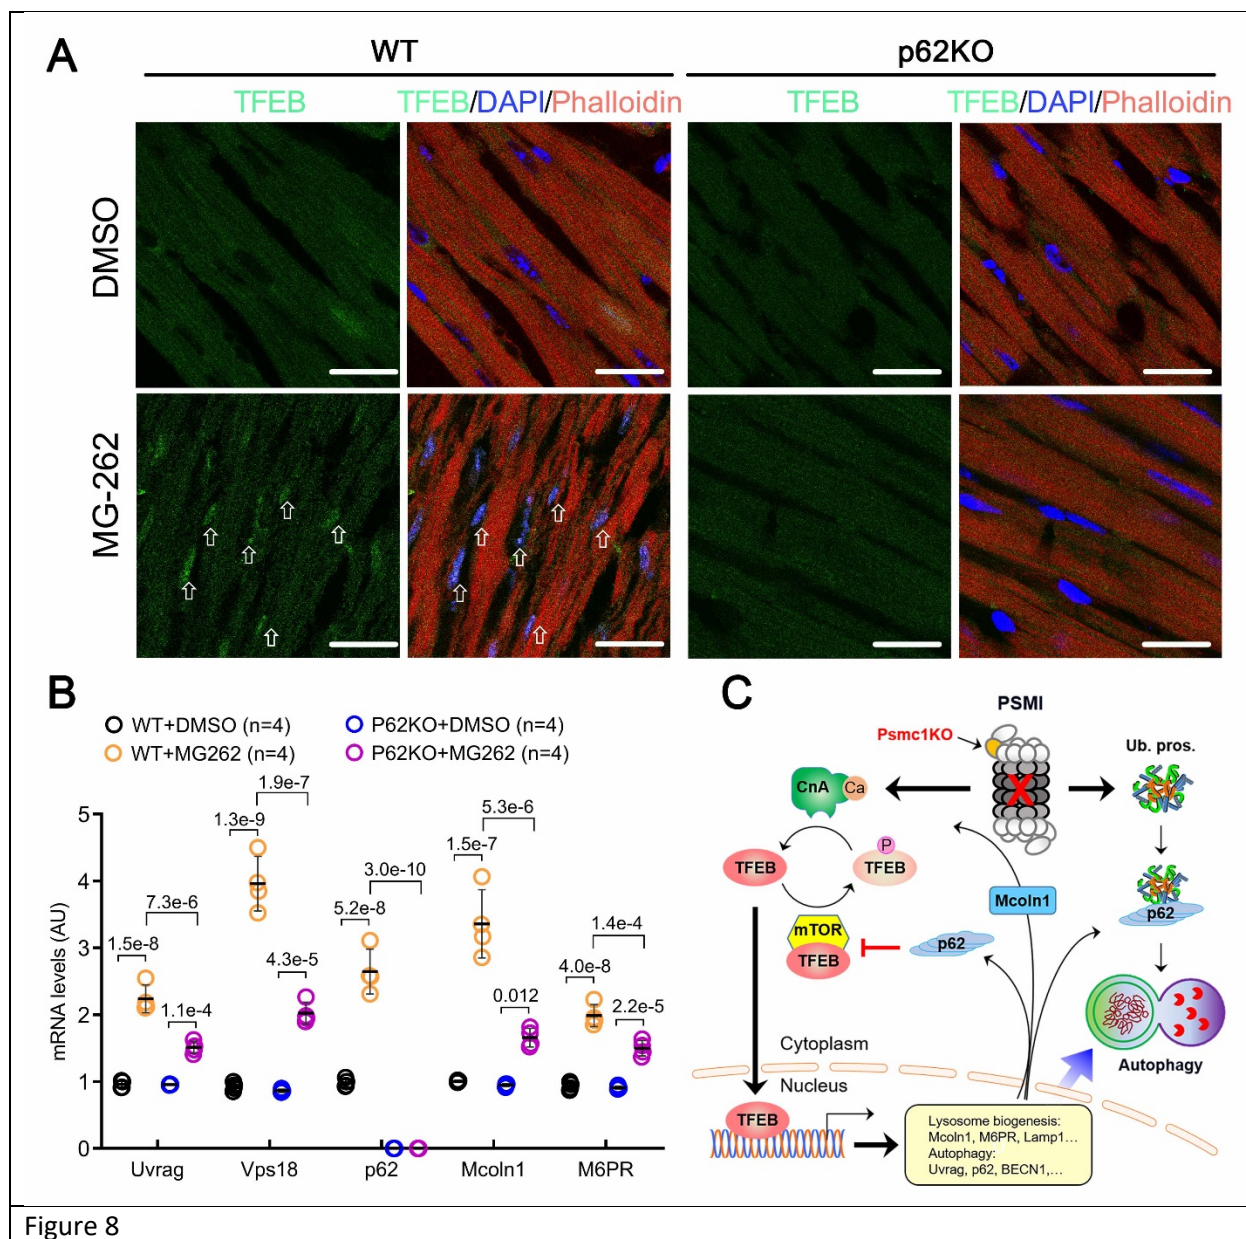 A
WT
p62KO
TFEB
TFEB/DAPI/Phalloidin
TFEB
TFEB/DAPI/Phalloidin
DMSO
MG-262
B
WT+DMSO (n=4)
P62KO+DMSO (n=4)
WT+MG262 (n=4)
P62KO+MG262 (n=4)
mRNA levels (AU)
5
4
3
2
1
0
1.5e-8
7.3e-6
1.1e-4
1.3e-9
1.9e-7
4.3e-5
5.2e-8
3.0e-10
1.5e-7
5.3e-6
0.012
4.0e-8
1.4e-4
2.2e-5
Uvrag
Vps18
p62
Mcoln1
M6PR
C
PSMI
Psmc1KO
Ub. pros.
CnA
Ca
X
P
TFEB
TFEB
Mcoln1
p62
mTOR
TFEB
p62
Autophagy
Cytoplasm
Nucleus
TFEB
Lysosome biogenesis:
Mcoln1, M6PR, Lamp1...
Autophagy:
Uvrag, p62, BECN1,...
Figure 8